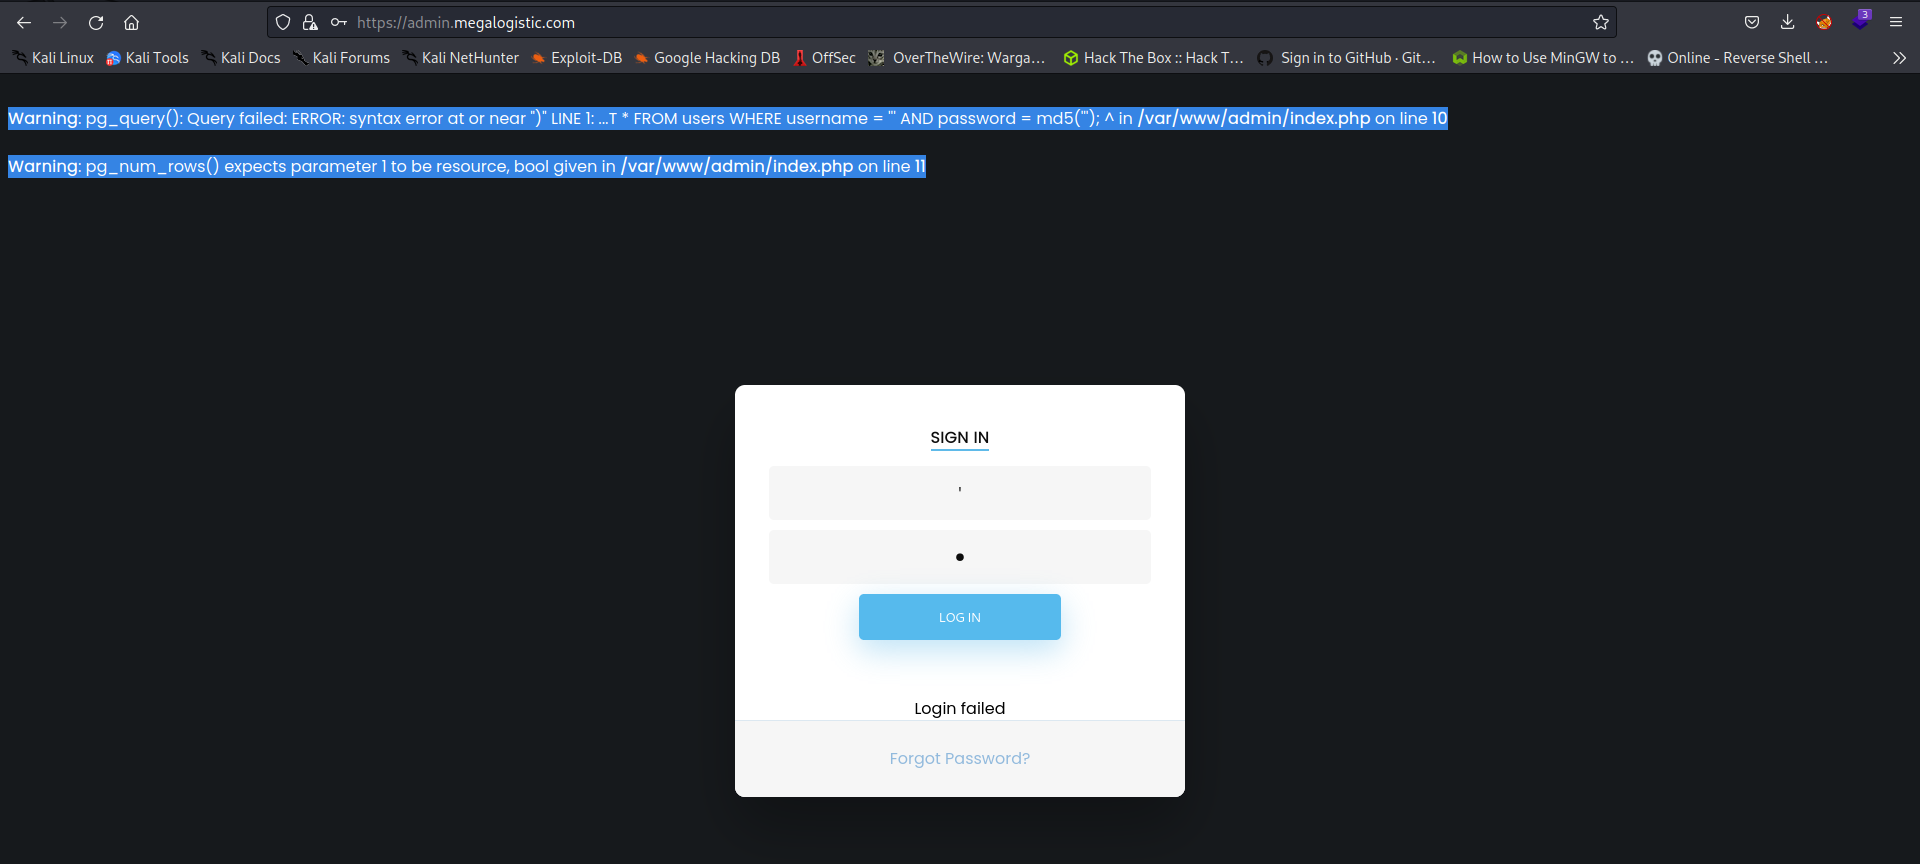 https://admin.megalogistic.com
3
Kali Linux Kali Tools Kali Docs Kali Forums Kali NetHunter Exploit-DB Google Hacking DB OffSec OverTheWire: Warga… Hack The Box :: Hack T… Sign in to GitHub · Git… How to Use MinGW to … Online - Reverse Shell …
Warning: pg_query(): Query failed: ERROR: syntax error at or near ")" LINE 1: ...T * FROM users WHERE username = ''' AND password = md5('''); ^ in /var/www/admin/index.php on line 10
Warning: pg_num_rows() expects parameter 1 to be resource, bool given in /var/www/admin/index.php on line 11
SIGN IN
'
LOG IN
Login failed
Forgot Password?